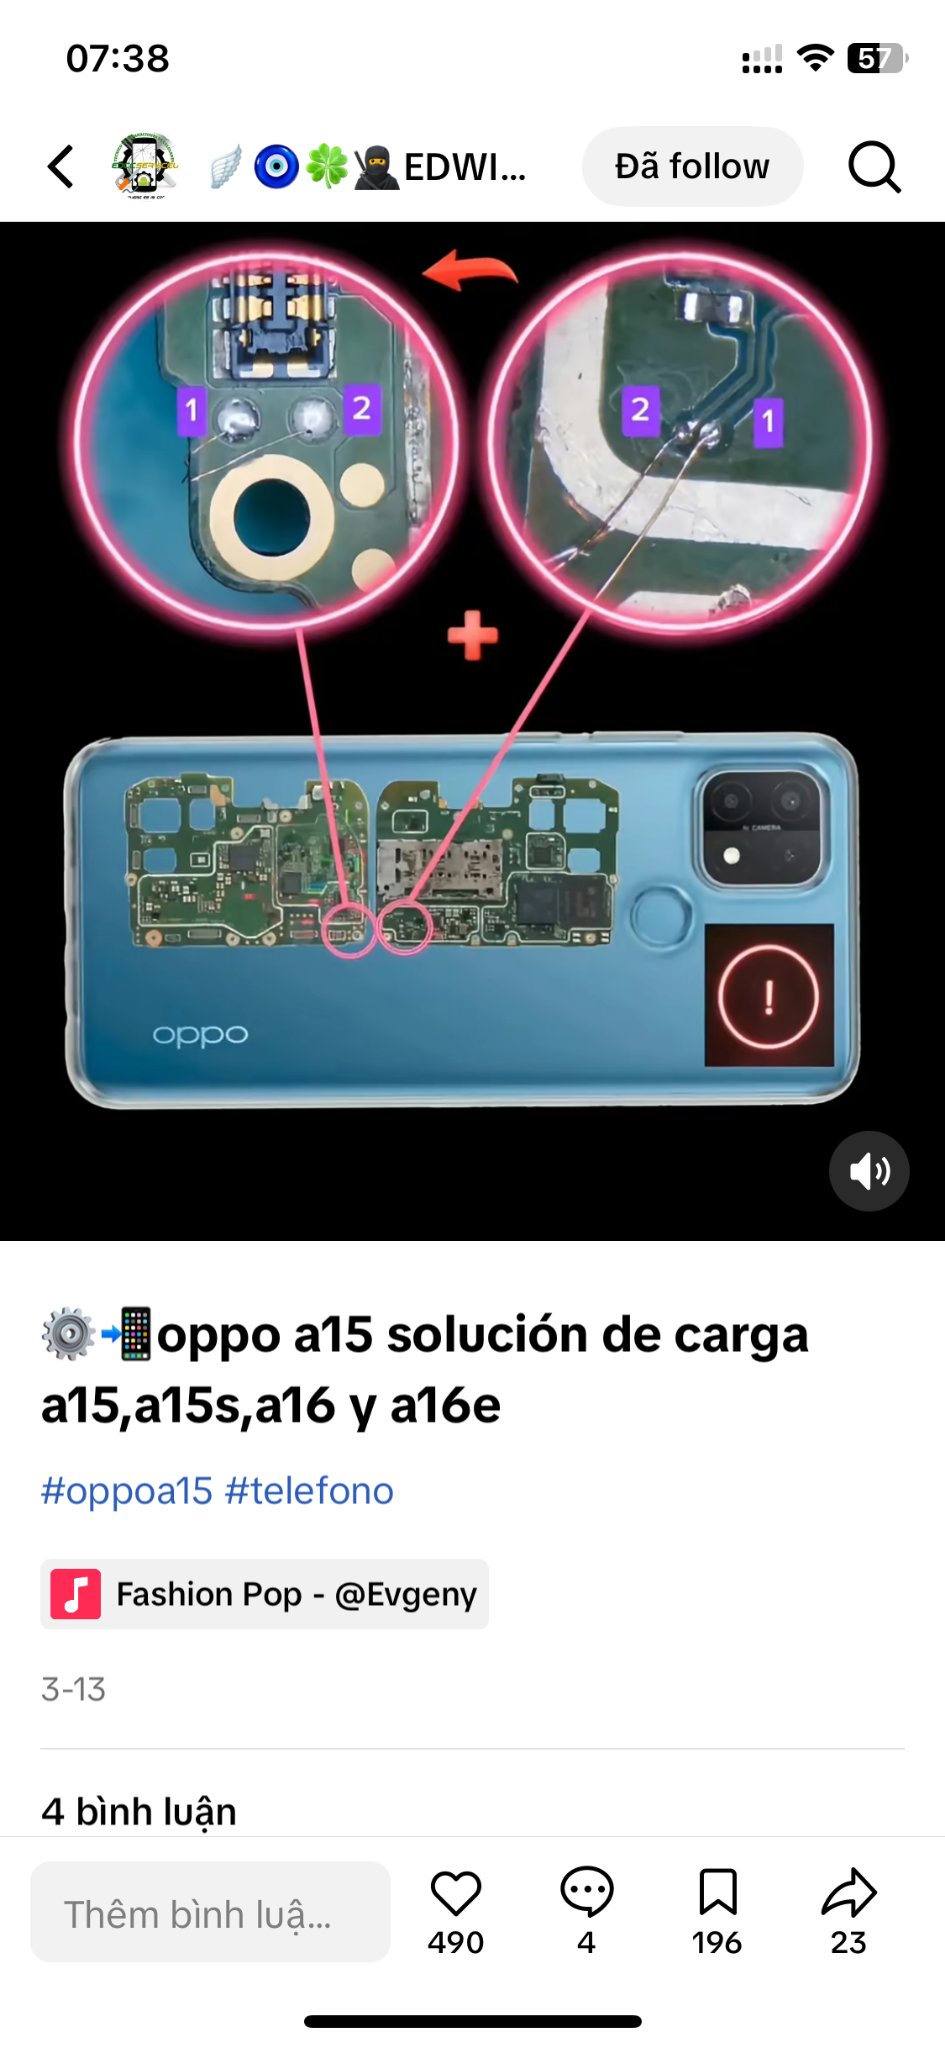 07:38
57
EDWI...
Đã follow
1
2
2
1
oppo
!
oppo a15 solución de carga
a15,a15s,a16 y a16e
#oppoa15 #telefono
Fashion Pop - @Evgeny
3-13
4 bình luận
Thêm bình luậ...
490
4
196
23